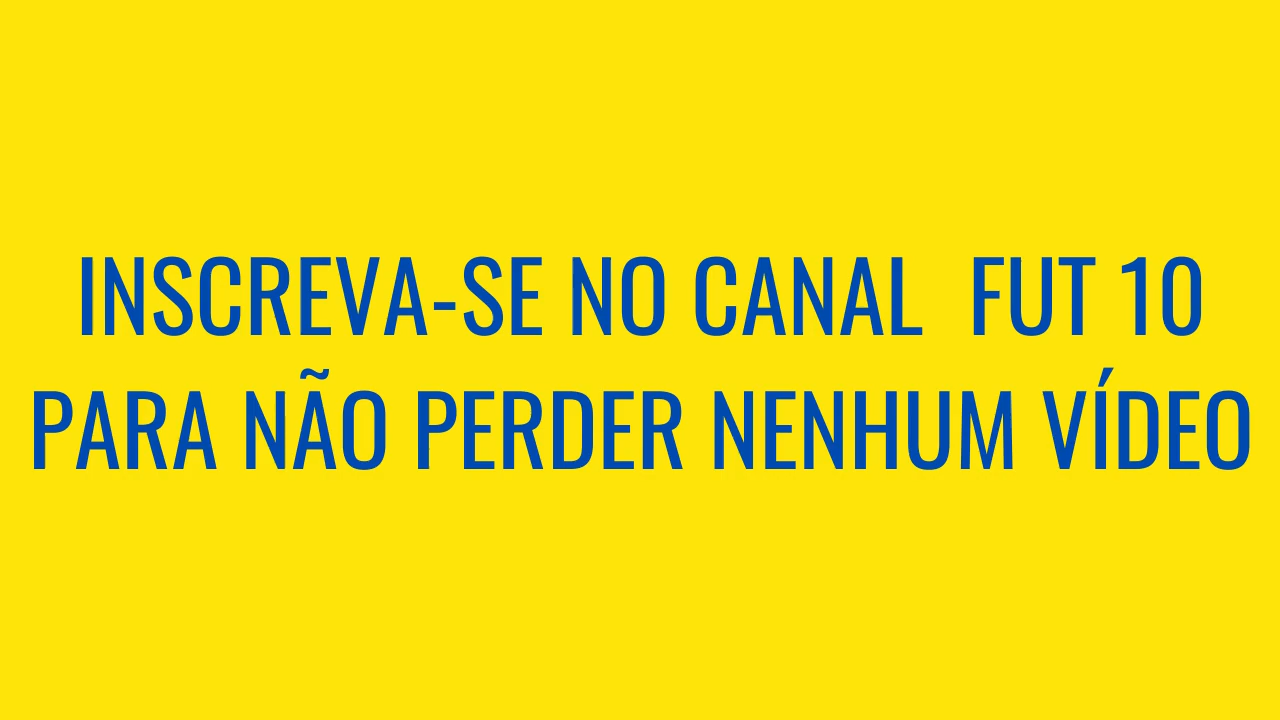 INSCREVA-SE NO CANAL  FUT 10
PARA NÃO PERDER NENHUM VÍDEO